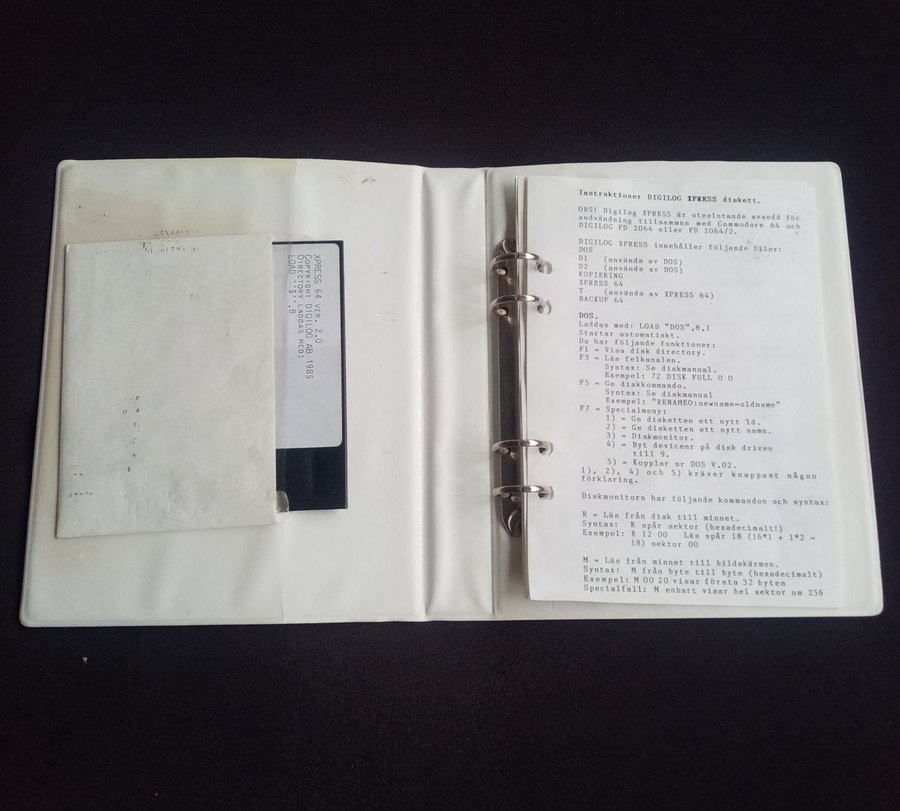 XPRESS 64 VER. 2.0
COPYRIGHT DIGILOG AB 1985
DIRECTORY LADDAS MED:
LOAD "$",8
Instruktioner DIGILOG XPRESS diskett.
OBS! Digilog XPRESS är uteslutande avsedd för
användning tillsammans med Commodore 64 och
DIGILOG FD 2064 eller FD 2064/2.
DIGILOG XPRESS innehåller följande filer:
DOS
D1 (använda av DOS)
D2 (använda av DOS)
KOPIERING
XPRESS 64
T (använda av XPRESS 64)
BACKUP 64
DOS.
Laddas med: LOAD "DOS",8,1
Startar automatiskt.
Du har följande funktioner:
F1 = Visa disk directory.
F3 = Läs felkanalen.
Syntax: Se diskmanual.
Exempel: 72 DISK FULL 0 0
F5 = Ge diskkommando.
Syntax: Se diskmanual
Exempel: "RENAME0:newname=oldname"
F7 = Specialmeny:
1) = Ge disketten ett nytt id.
2) = Ge disketten ett nytt namn.
3) = Diskmonitor.
4) = Byt devicenr på disk driven
till 9.
5) = Kopplar ur DOS V.02.
1), 2), 4) och 5) kräver knappast någon
förklaring.
Diskmonitorn har följande kommandon och syntax:
R = Läs från disk till minnet.
Syntax: R spår sektor (hexadecimalt!)
Exempel: R 12 00 Läs spår 18 (16*1 + 1*2 =
18) sektor 00
M = Läs från minnet till bildskärmen.
Syntax: M från byte till byte (hexadecimalt)
Exempel: M 00 20 visar första 32 byten
Specialfall: M enbart visar hel sektor om 256